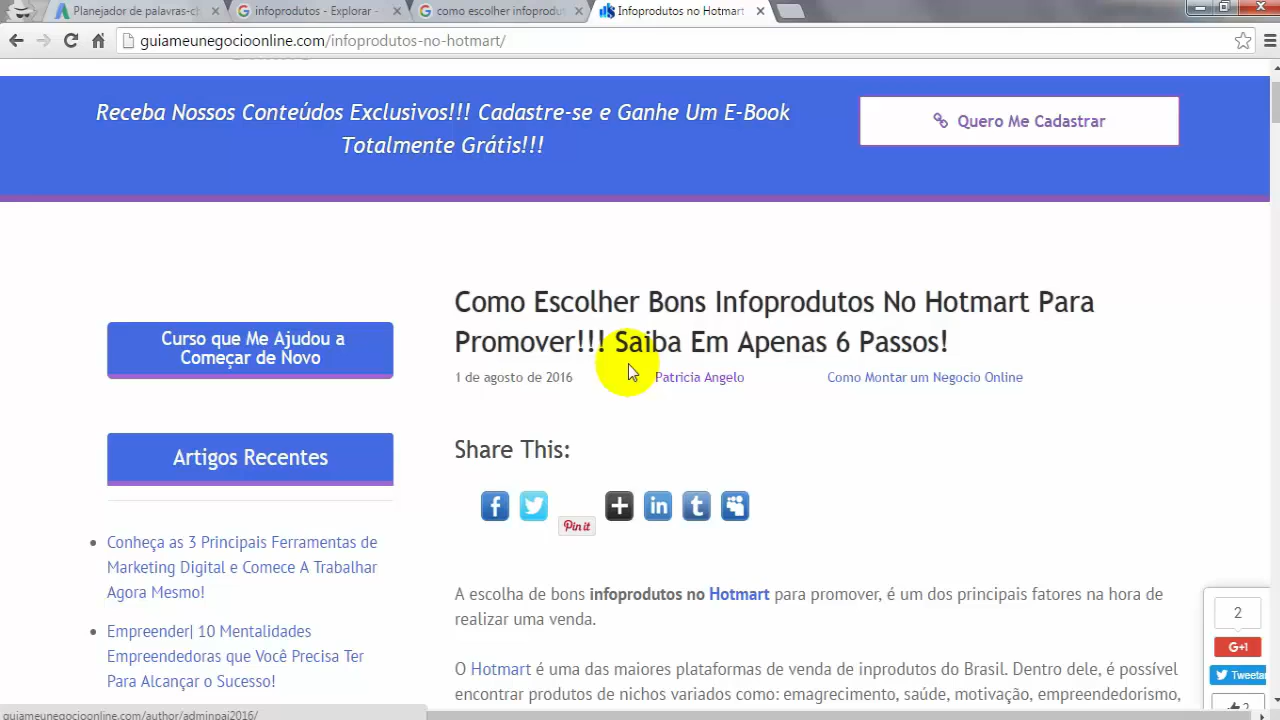 Planejador de palavras-ch
infoprodutos - Explorar -
como escolher infoprodut
Infoprodutos no Hotmart
guiameunegocioonline.com/infoprodutos-no-hotmart/
Receba Nossos Conteúdos Exclusivos!!! Cadastre-se e Ganhe Um E-Book
Totalmente Grátis!!!
Quero Me Cadastrar
Como Escolher Bons Infoprodutos No Hotmart Para
Promover!!! Saiba Em Apenas 6 Passos!
1 de agosto de 2016 Patricia Angelo Como Montar um Negocio Online
Curso que Me Ajudou a
Começar de Novo
Share This:
Pin it
Artigos Recentes
Conheça as 3 Principais Ferramentas de
Marketing Digital e Comece A Trabalhar
Agora Mesmo!
Empreender| 10 Mentalidades
Empreendedoras que Você Precisa Ter
Para Alcançar o Sucesso!
A escolha de bons infoprodutos no Hotmart para promover, é um dos principais fatores na hora de
realizar uma venda.
O Hotmart é uma das maiores plataformas de venda de inprodutos do Brasil. Dentro dele, é possível
encontrar produtos de nichos variados como: emagrecimento, saúde, motivação, empreendedorismo,
2
G+1
Tweetar
2
guiameunegocioonline.com/author/adminpai2016/